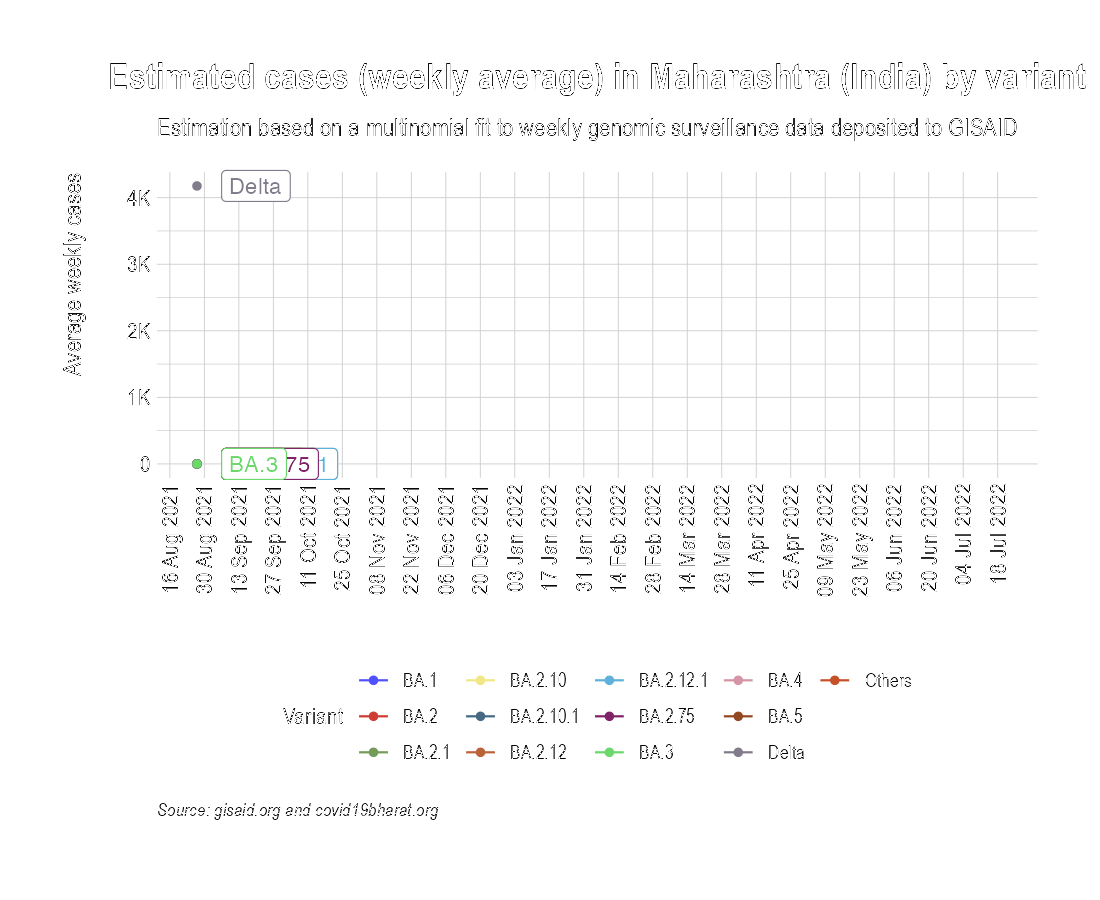 Estimated cases (weekly average) in Maharashtra (India) by variant
Estimation based on a multinomial fit to weekly genomic surveillance data deposited to GISAID
Average weekly cases
4K
3K
2K
1K
0
Delta
BA.3
75
1
16 Aug 2021
30 Aug 2021
13 Sep 2021
27 Sep 2021
11 Oct 2021
25 Oct 2021
08 Nov 2021
22 Nov 2021
06 Dec 2021
20 Dec 2021
03 Jan 2022
17 Jan 2022
31 Jan 2022
14 Feb 2022
28 Feb 2022
14 Mar 2022
28 Mar 2022
11 Apr 2022
25 Apr 2022
09 May 2022
23 May 2022
06 Jun 2022
20 Jun 2022
04 Jul 2022
18 Jul 2022
BA.1 BA.2.10 BA.2.12.1 BA.4 Others
Variant BA.2 BA.2.10.1 BA.2.75 BA.5
BA.2.1 BA.2.12 BA.3 Delta
Source: gisaid.org and covid19bharat.org